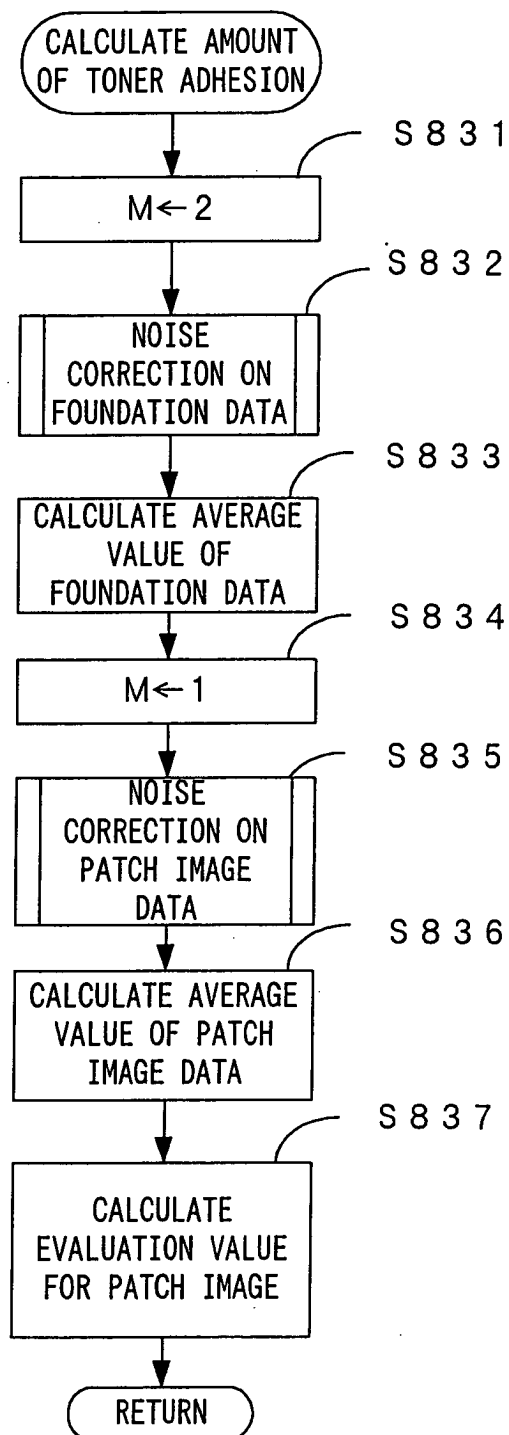 CALCULATE AMOUNT
OF TONER ADHESION
S831
M←2
S832
NOISE
CORRECTION ON
FOUNDATION DATA
S833
CALCULATE AVERAGE
VALUE OF
FOUNDATION DATA
S834
M←1
S835
NOISE
CORRECTION ON
PATCH IMAGE
DATA
S836
CALCULATE AVERAGE
VALUE OF PATCH
IMAGE DATA
S837
CALCULATE
EVALUATION VALUE
FOR PATCH IMAGE
RETURN